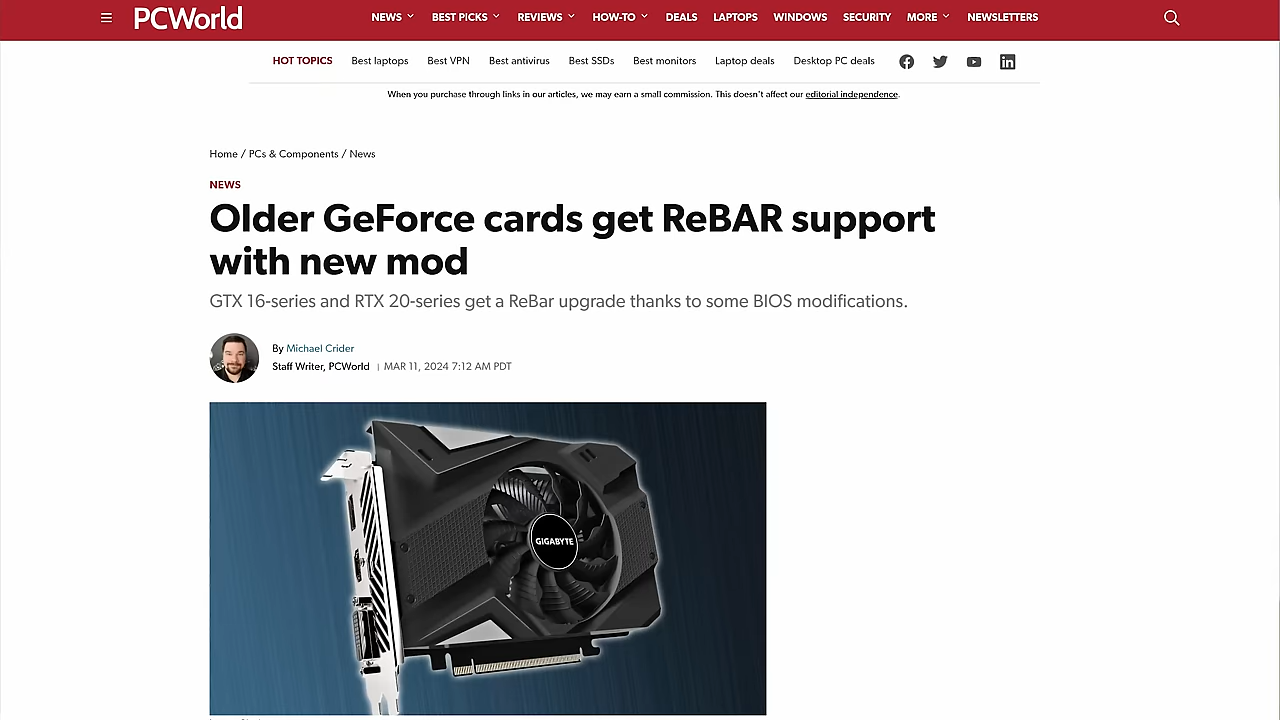 PCWorld
NEWS BEST PICKS REVIEWS HOW-TO DEALS LAPTOPS WINDOWS SECURITY MORE NEWSLETTERS
HOT TOPICS Best laptops Best VPN Best antivirus Best SSDs Best monitors Laptop deals Desktop PC deals
When you purchase through links in our articles, we may earn a small commission. This doesn't affect our editorial independence.
Home / PCs & Components / News
NEWS
Older GeForce cards get ReBAR support
with new mod
GTX 16-series and RTX 20-series get a ReBar upgrade thanks to some BIOS modifications.
By Michael Crider
Staff Writer, PCWorld | MAR 11, 2024 7:12 AM PDT
GIGABYTE